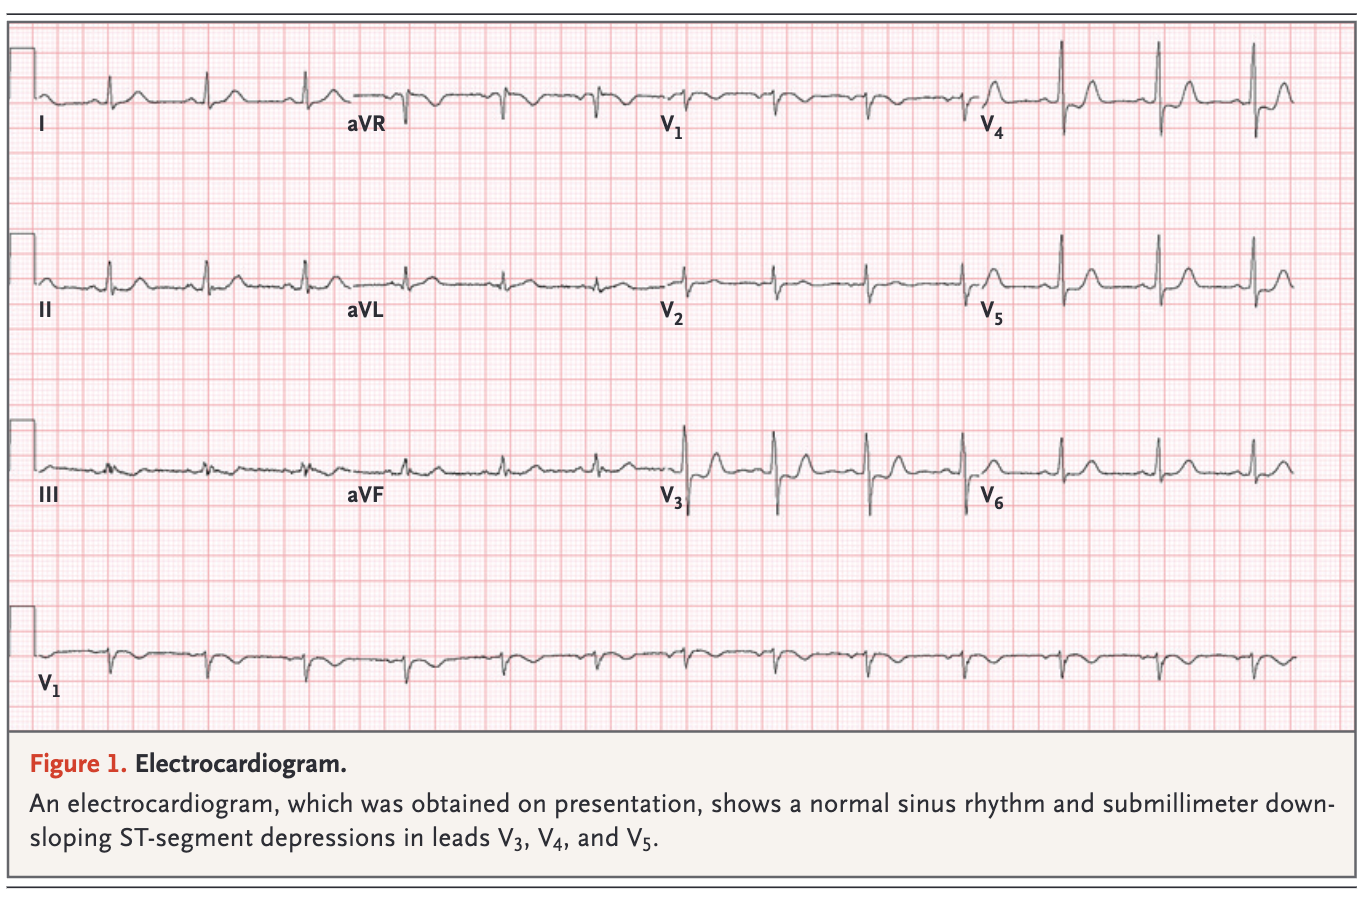 I aVR V₁ V₄
II aVL V₂ V₅
III aVF V₃ V₆
V₁
Figure 1. Electrocardiogram.
An electrocardiogram, which was obtained on presentation, shows a normal sinus rhythm and submillimeter down-
sloping ST-segment depressions in leads V₃, V₄, and V₅.